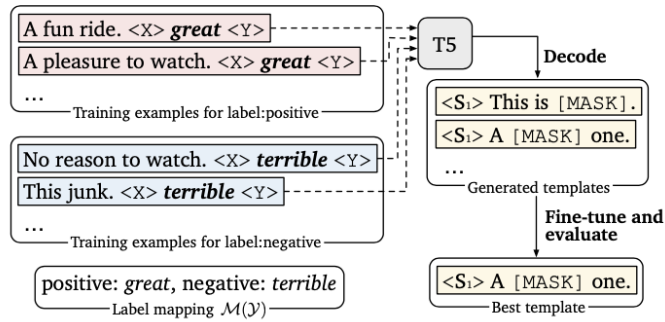 A fun ride. <X> great <Y>
A pleasure to watch. <X> great <Y>
...
Training examples for label:positive
No reason to watch. <X> terrible <Y>
This junk. <X> terrible <Y>
...
Training examples for label:negative
positive: great, negative: terrible
Label mapping M(Y)
T5
Decode
<S₁> This is [MASK].
<S₁> A [MASK] one.
...
Generated templates
Fine-tune and
evaluate
<S₁> A [MASK] one.
Best template